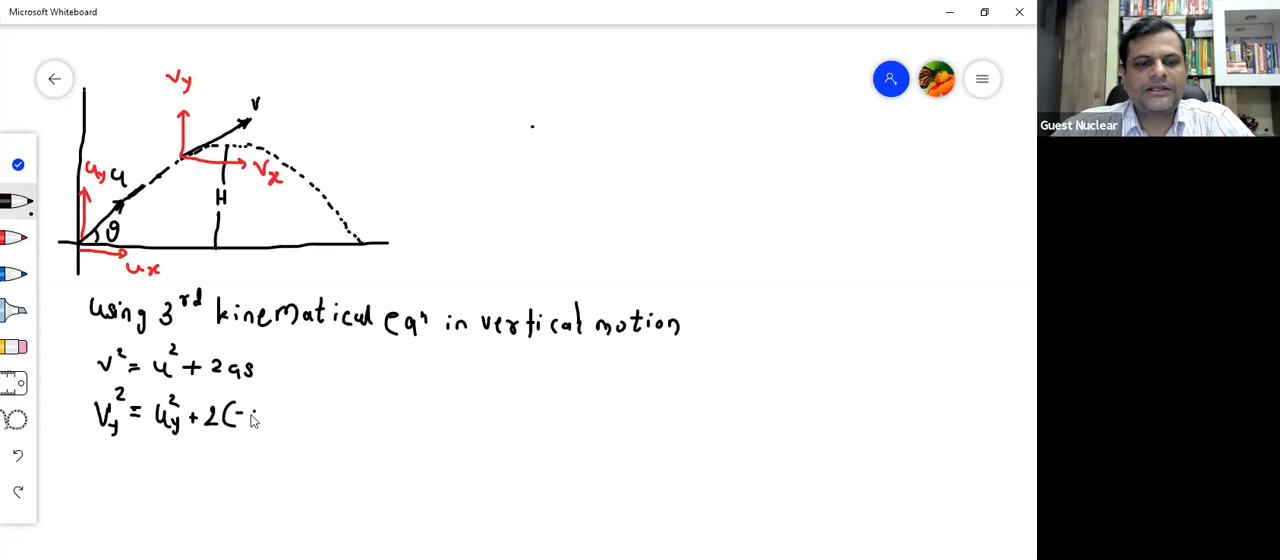 Microsoft Whiteboard
Guest Nuclear
vy
v
uy u
vx
H
θ
ux
Using 3rd kinematical eqn in vertical motion
v² = u² + 2as
Vy² = uy² + 2(-